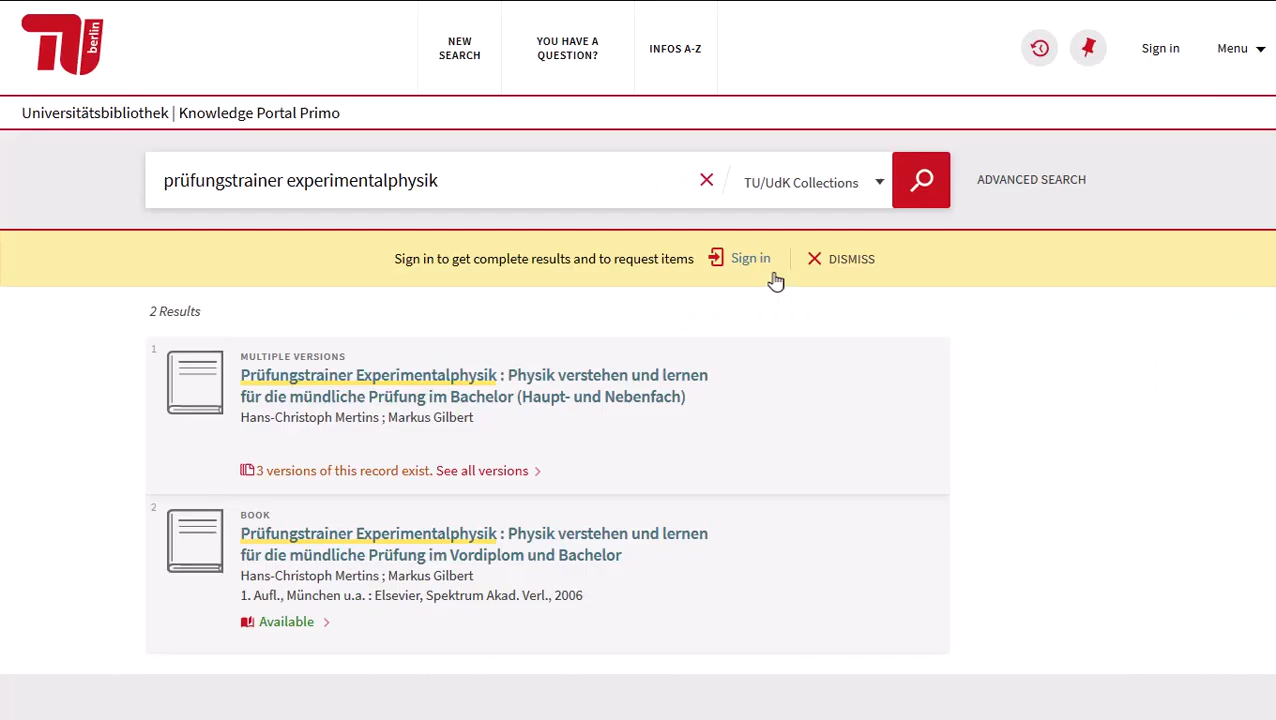 berlin
NEW
SEARCH
YOU HAVE A
QUESTION?
INFOS A-Z
Sign in
Menu
Universitätsbibliothek | Knowledge Portal Primo
prüfungstrainer experimentalphysik
TU/UdK Collections
ADVANCED SEARCH
Sign in to get complete results and to request items
Sign in
DISMISS
2 Results
1
MULTIPLE VERSIONS
Prüfungstrainer Experimentalphysik : Physik verstehen und lernen
für die mündliche Prüfung im Bachelor (Haupt- und Nebenfach)
Hans-Christoph Mertins ; Markus Gilbert
3 versions of this record exist. See all versions
2
BOOK
Prüfungstrainer Experimentalphysik : Physik verstehen und lernen
für die mündliche Prüfung im Vordiplom und Bachelor
Hans-Christoph Mertins ; Markus Gilbert
1. Aufl., München u.a. : Elsevier, Spektrum Akad. Verl., 2006
Available